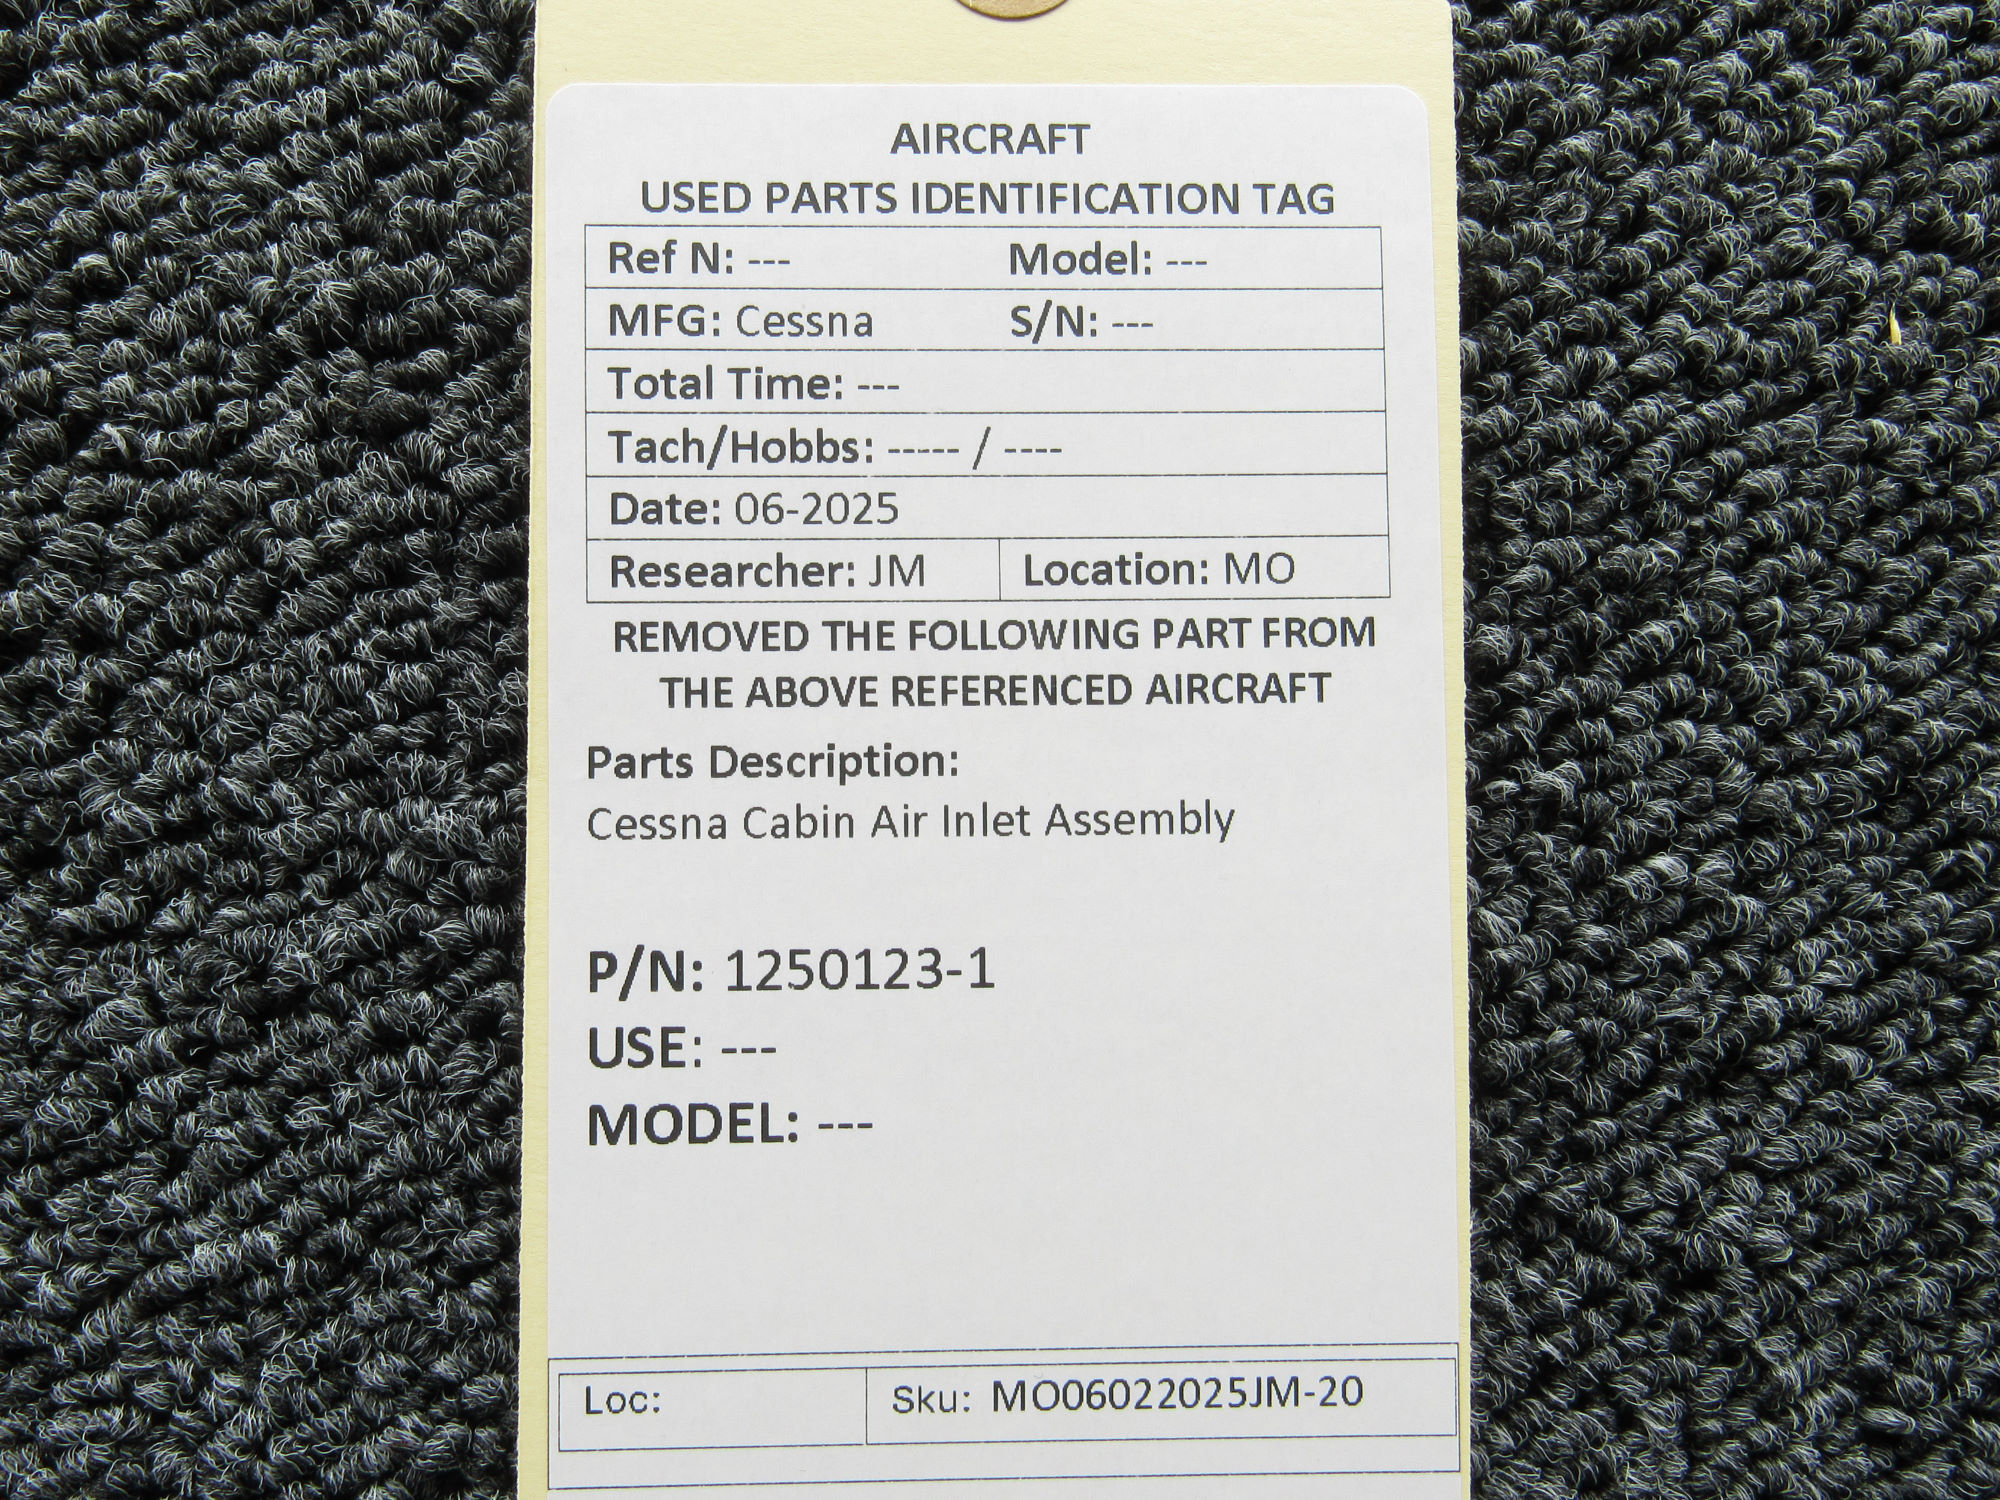 AIRCRAFT
USED PARTS IDENTIFICATION TAG
Ref N: --- Model: ---
MFG: Cessna S/N: ---
Total Time: ---
Tach/Hobbs: ----- / ----
Date: 06-2025
Researcher: JM Location: MO
REMOVED THE FOLLOWING PART FROM
THE ABOVE REFERENCED AIRCRAFT
Parts Description:
Cessna Cabin Air Inlet Assembly
P/N: 1250123-1
USE: ---
MODEL: ---
Loc: Sku: MO06022025JM-20